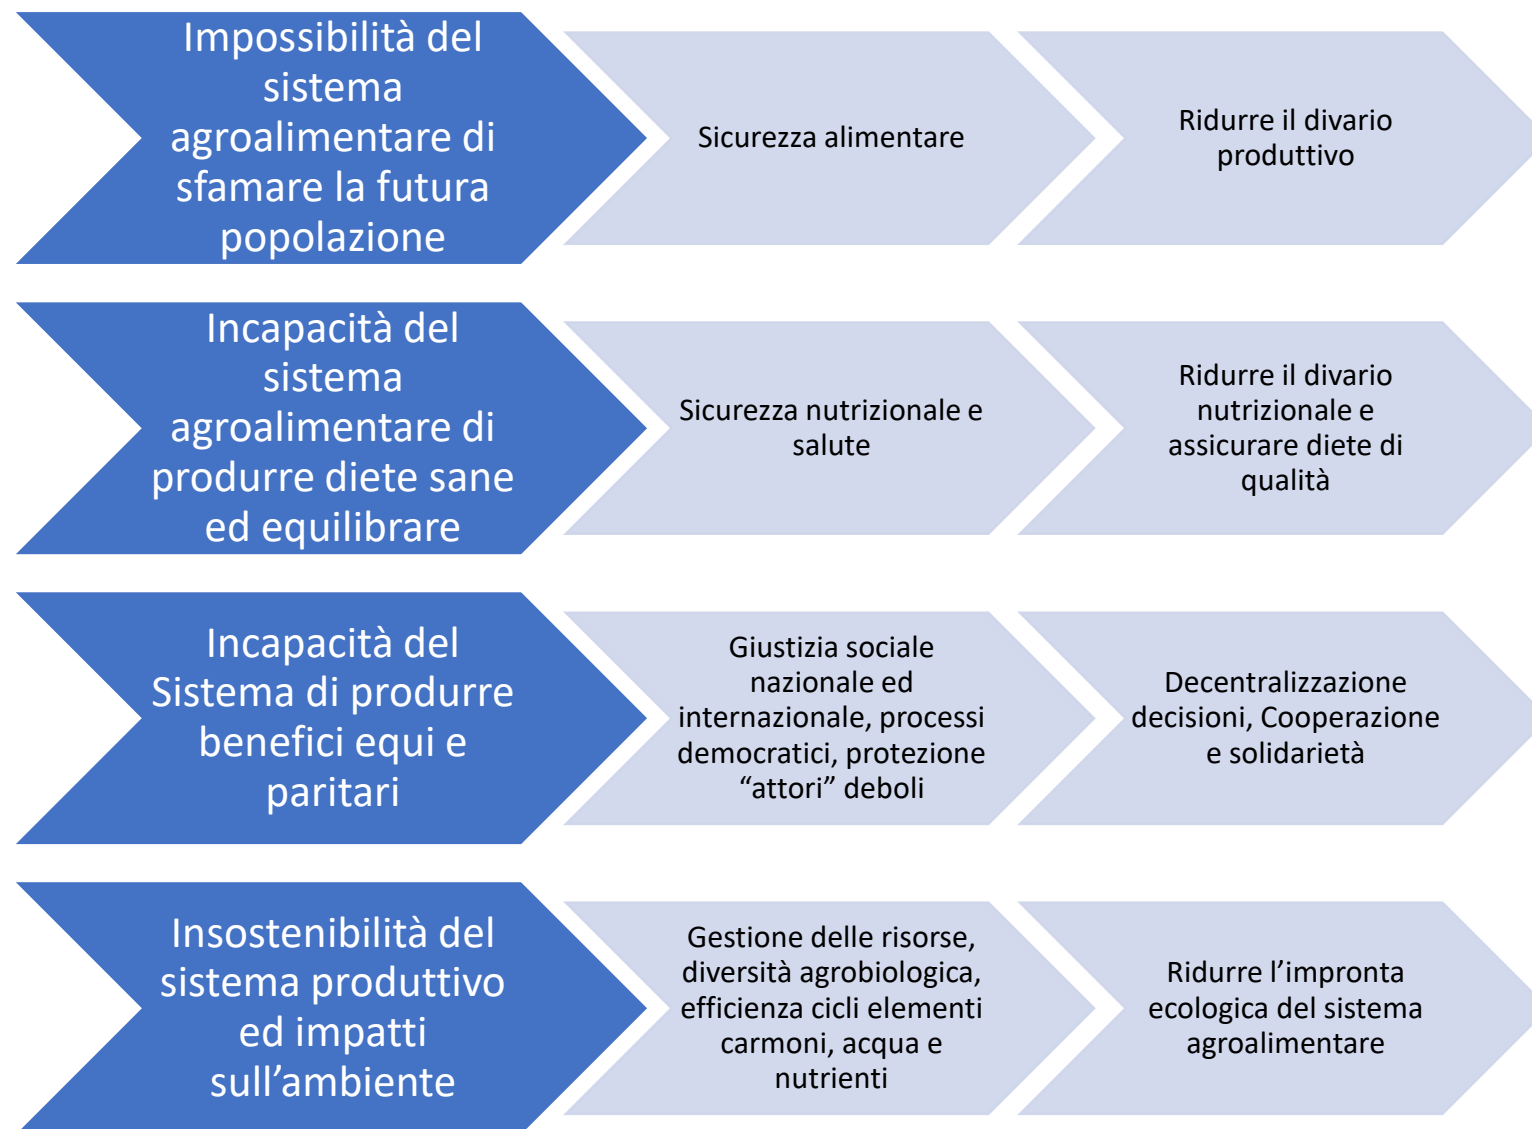 Impossibilità del
sistema
agroalimentare di
sfamare la futura
popolazione
Sicurezza alimentare
Ridurre il divario
produttivo
Incapacità del
sistema
agroalimentare di
produrre diete sane
ed equilibrare
Sicurezza nutrizionale e
salute
Ridurre il divario
nutrizionale e
assicurare diete di
qualità
Incapacità del
Sistema di produrre
benefici equi e
paritari
Giustizia sociale
nazionale ed
internazionale, processi
democratici, protezione
“attori” deboli
Decentralizzazione
decisioni, Cooperazione
e solidarietà
Insostenibilità del
sistema produttivo
ed impatti
sull’ambiente
Gestione delle risorse,
diversità agrobiologica,
efficienza cicli elementi
carmoni, acqua e
nutrienti
Ridurre l’impronta
ecologica del sistema
agroalimentare